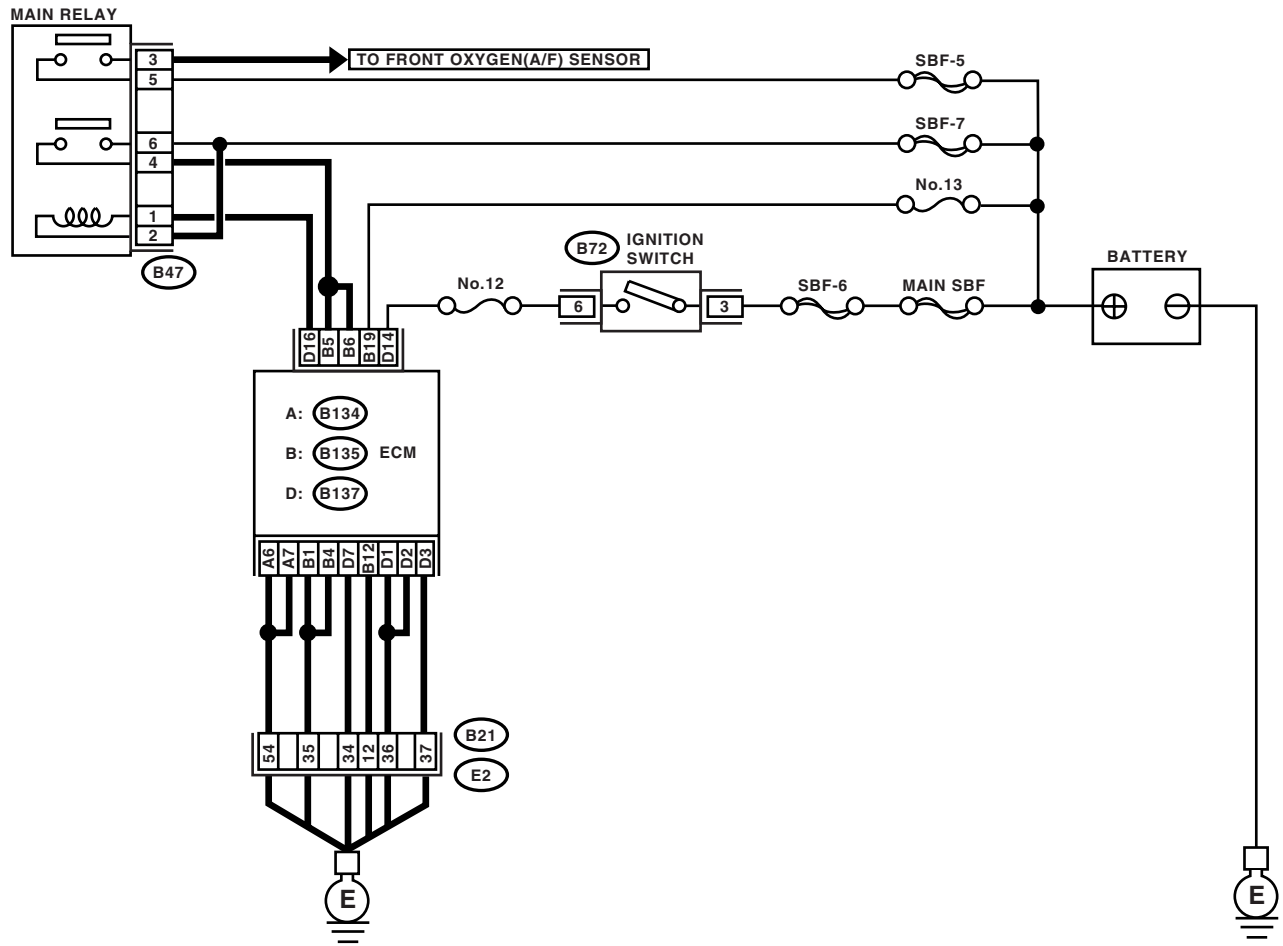 MAIN RELAY
3
TO FRONT OXYGEN(A/F) SENSOR
5
SBF-5
6
SBF-7
4
No.13
1
2
B47
B72
IGNITION
SWITCH
BATTERY
No.12
6
3
SBF-6
MAIN SBF
D16
B5
B6
B19
D14
A: B134
B: B135 ECM
D: B137
A6
A7
B1
B4
D7
B12
D1
D2
D3
54
35
34
12
36
37
B21
E2
E
E